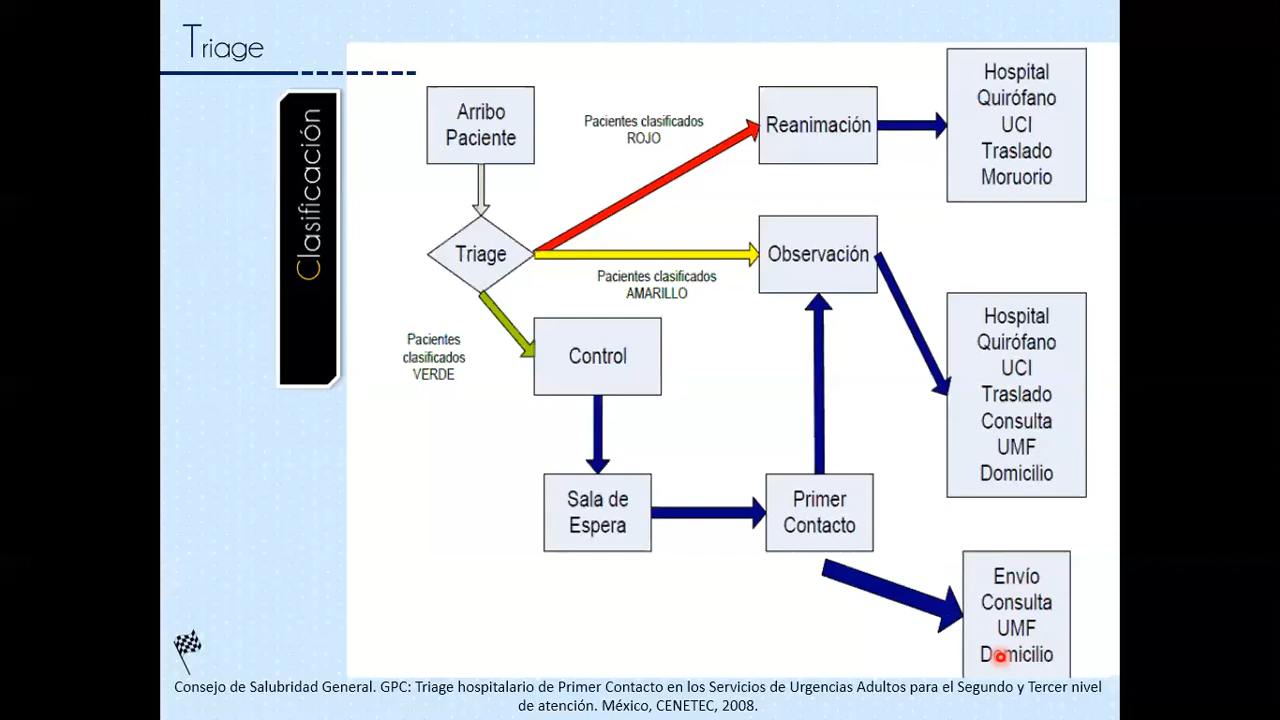 Triage
Clasificación
Arribo
Paciente
Pacientes clasificados
ROJO
Reanimación
Hospital
Quirófano
UCI
Traslado
Moruorio
Triage
Pacientes clasificados
AMARILLO
Observación
Pacientes
clasificados
VERDE
Control
Hospital
Quirófano
UCI
Traslado
Consulta
UMF
Domicilio
Sala de
Espera
Primer
Contacto
Envío
Consulta
UMF
Domicilio
Consejo de Salubridad General. GPC: Triage hospitalario de Primer Contacto en los Servicios de Urgencias Adultos para el Segundo y Tercer nivel
de atención. México, CENETEC, 2008.